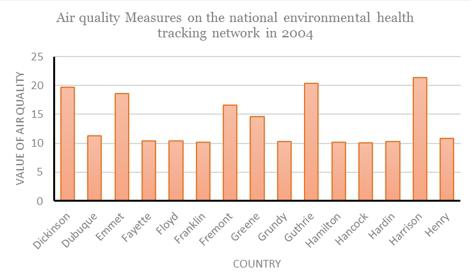 Air quality Measures on the national environmental health
tracking network in 2004
VALUE OF AIR QUALITY
25
20
15
10
5
0
Dickinson
Dubuque
Emmet
Fayette
Floyd
Franklin
Fremont
Greene
Grundy
Guthrie
Hamilton
Hancock
Hardin
Harrison
Henry
COUNTRY